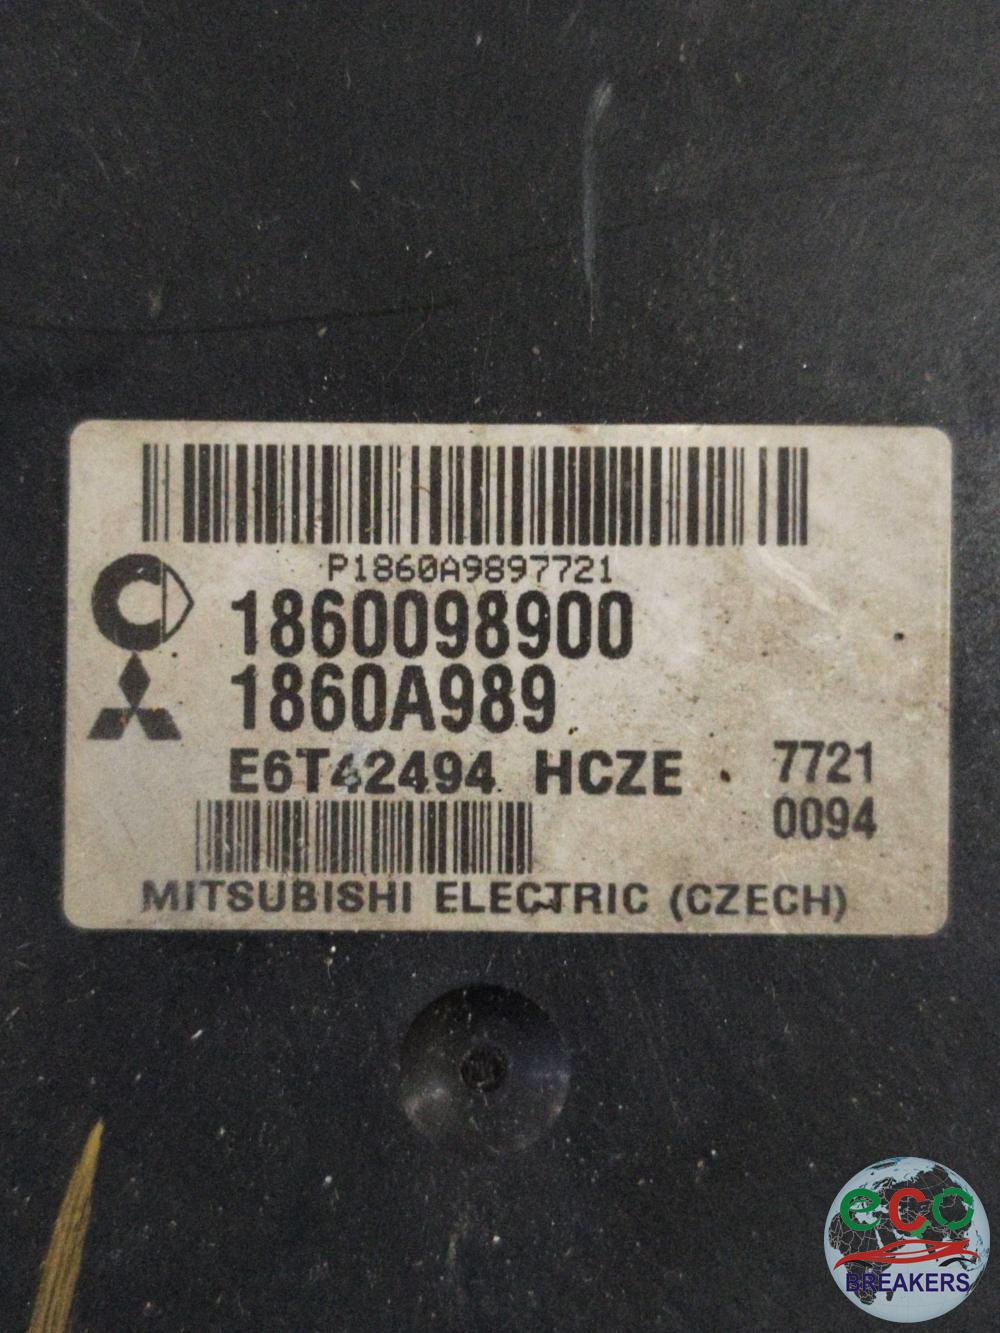 P1860A9897721
1860098900
1860A989
E6T42494 HCZE 7721
0094
MITSUBISHI ELECTRIC (CZECH)
eco
BREAKERS